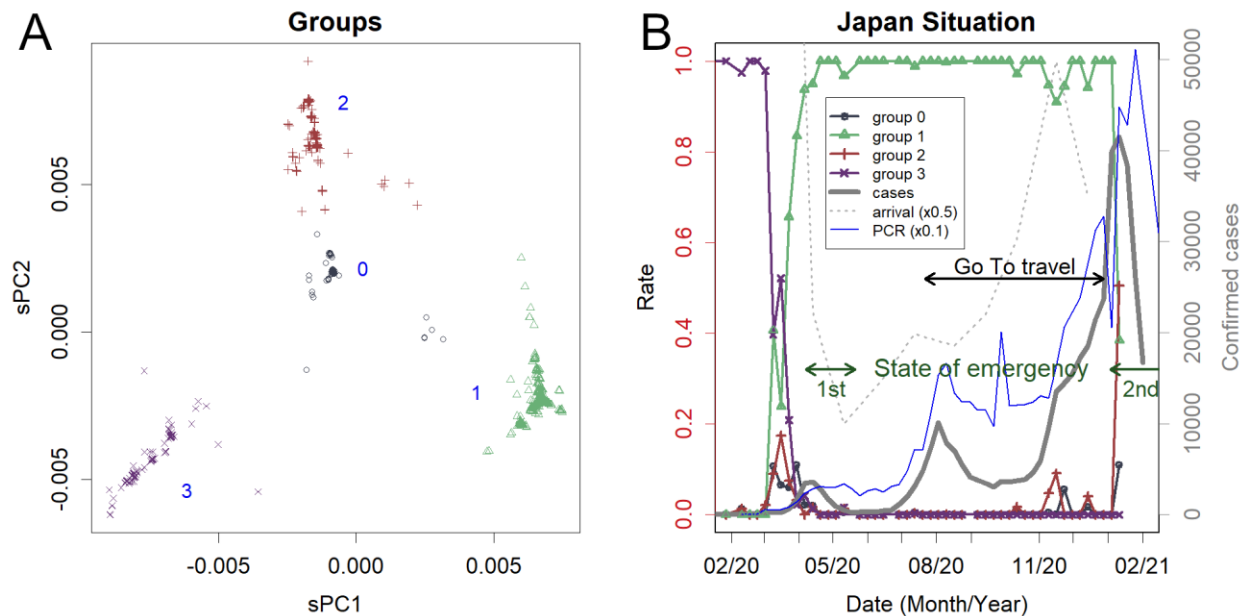 A
Groups
2
0
1
3
0.005
0.000
-0.005
sPC2
-0.005
0.000
0.005
sPC1
B
Japan Situation
1.0
0.8
0.6
0.4
0.2
0.0
Rate
group 0
group 1
group 2
group 3
cases
arrival (x0.5)
PCR (x0.1)
Go To travel
State of emergency
1st
2nd
50000
40000
30000
20000
10000
0
Confirmed cases
02/20
05/20
08/20
11/20
02/21
Date (Month/Year)